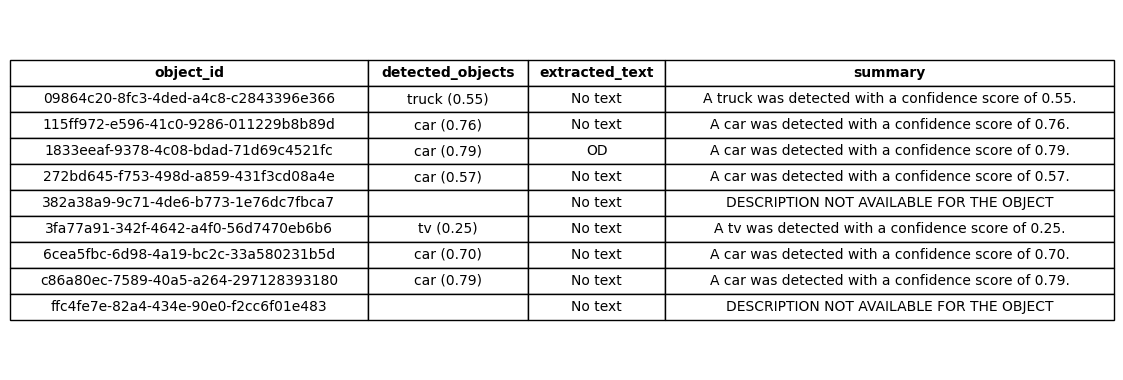 object_id detected_objects extracted_text summary
09864c20-8fc3-4ded-a4c8-c2843396e366 truck (0.55) No text A truck was detected with a confidence score of 0.55.
115ff972-e596-41c0-9286-011229b8b89d car (0.76) No text A car was detected with a confidence score of 0.76.
1833eeaf-9378-4c08-bdad-71d69c4521fc car (0.79) OD A car was detected with a confidence score of 0.79.
272bd645-f753-498d-a859-431f3cd08a4e car (0.57) No text A car was detected with a confidence score of 0.57.
382a38a9-9c71-4de6-b773-1e76dc7fbca7 No text DESCRIPTION NOT AVAILABLE FOR THE OBJECT
3fa77a91-342f-4642-a4f0-56d7470eb6b6 tv (0.25) No text A tv was detected with a confidence score of 0.25.
6cea5fbc-6d98-4a19-bc2c-33a580231b5d car (0.70) No text A car was detected with a confidence score of 0.70.
c86a80ec-7589-40a5-a264-297128393180 car (0.79) No text A car was detected with a confidence score of 0.79.
ffc4fe7e-82a4-434e-90e0-f2cc6f01e483 No text DESCRIPTION NOT AVAILABLE FOR THE OBJECT